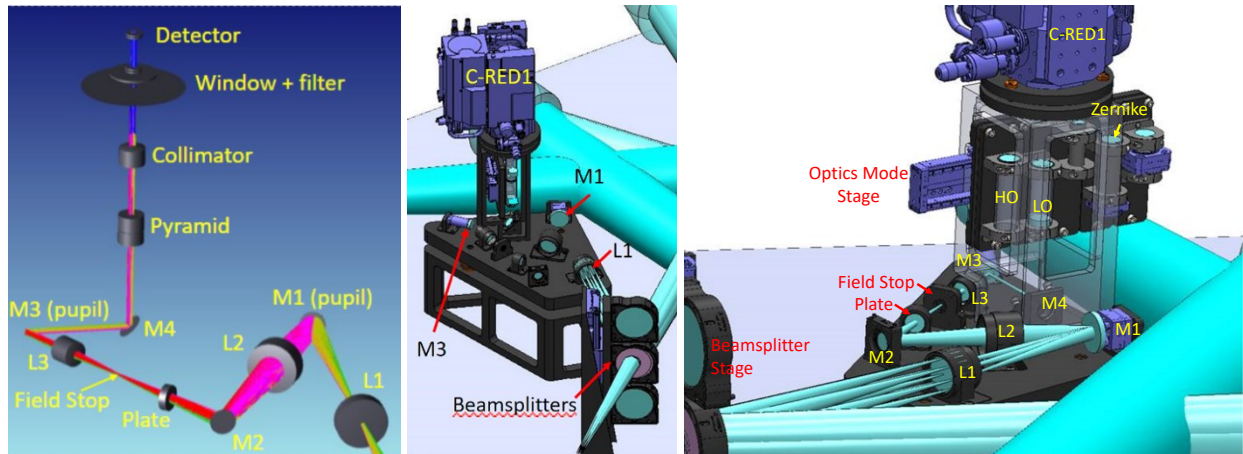 Detector
Window + filter
Collimator
Pyramid
M3 (pupil)
M1 (pupil)
M4
L2
L3
L1
Field Stop
Plate
M2
C-RED1
M1
L1
M3
Beamsplitters
C-RED1
Zernike
Optics Mode
Stage
HO
LO
M3
Field Stop
L3
Plate
M4
L2
M1
M2
Beamsplitter
Stage
L1